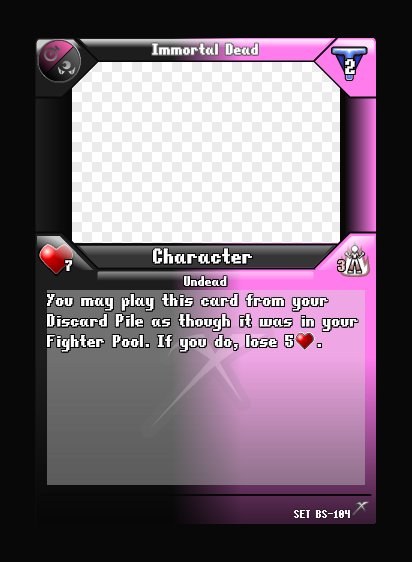 Immortal Dead
2
Character
7
3
Undead
You may play this card from your
Discard Pile as though it was in your
Fighter Pool. If you do, lose 5❤.
SET BS-104